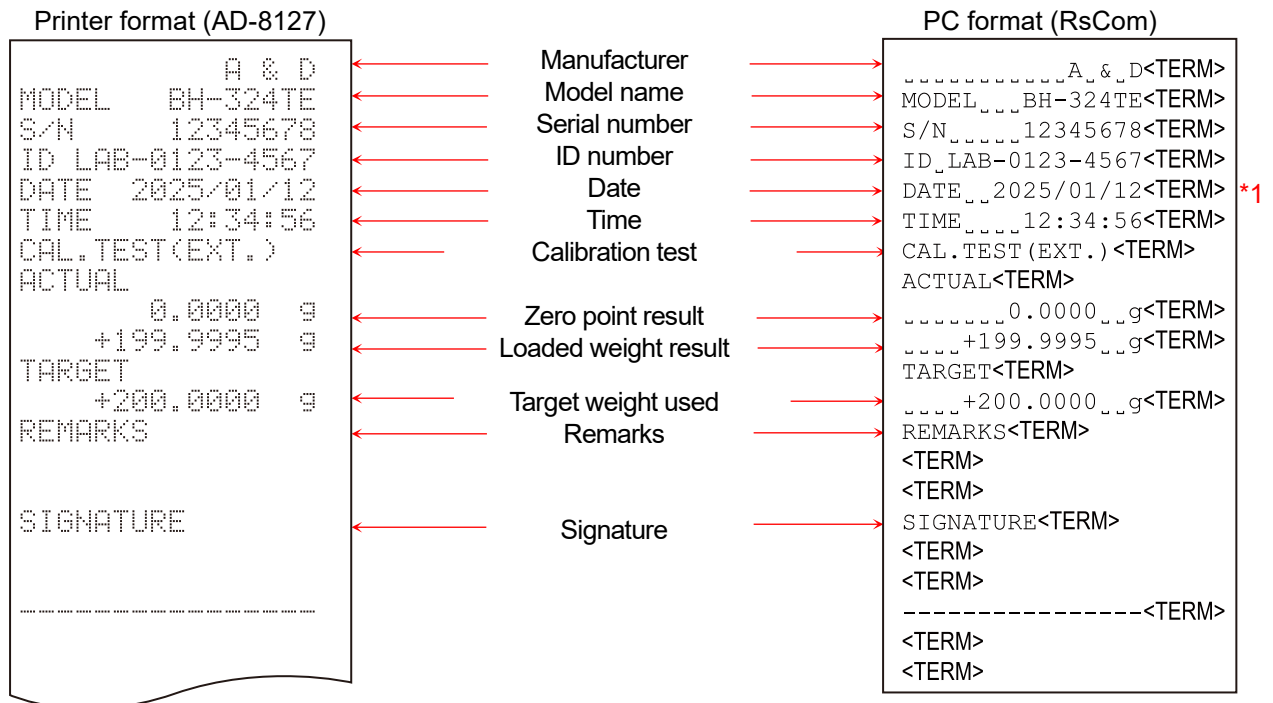 Printer format (AD-8127)
A & D
MODEL BH-324TE
S/N 12345678
ID LAB-0123-4567
DATE 2025/01/12
TIME 12:34:56
CAL.TEST(EXT.)
ACTUAL
0.0000 g
+199.9995 g
TARGET
+200.0000 g
REMARKS
SIGNATURE
----------------
Manufacturer
Model name
Serial number
ID number
Date
Time
Calibration test
Zero point result
Loaded weight result
Target weight used
Remarks
Signature
PC format (RsCom)
␣␣␣␣␣␣␣␣␣␣␣A␣&␣D<TERM>
MODEL␣␣␣BH-324TE<TERM>
S/N␣␣␣␣␣12345678<TERM>
ID␣LAB-0123-4567<TERM>
DATE␣␣2025/01/12<TERM> *1
TIME␣␣␣␣12:34:56<TERM>
CAL.TEST(EXT.)<TERM>
ACTUAL<TERM>
␣␣␣␣␣␣␣0.0000␣␣g<TERM>
␣␣␣␣+199.9995␣␣g<TERM>
TARGET<TERM>
␣␣␣␣+200.0000␣␣g<TERM>
REMARKS<TERM>
<TERM>
<TERM>
SIGNATURE<TERM>
<TERM>
<TERM>
----------------<TERM>
<TERM>
<TERM>